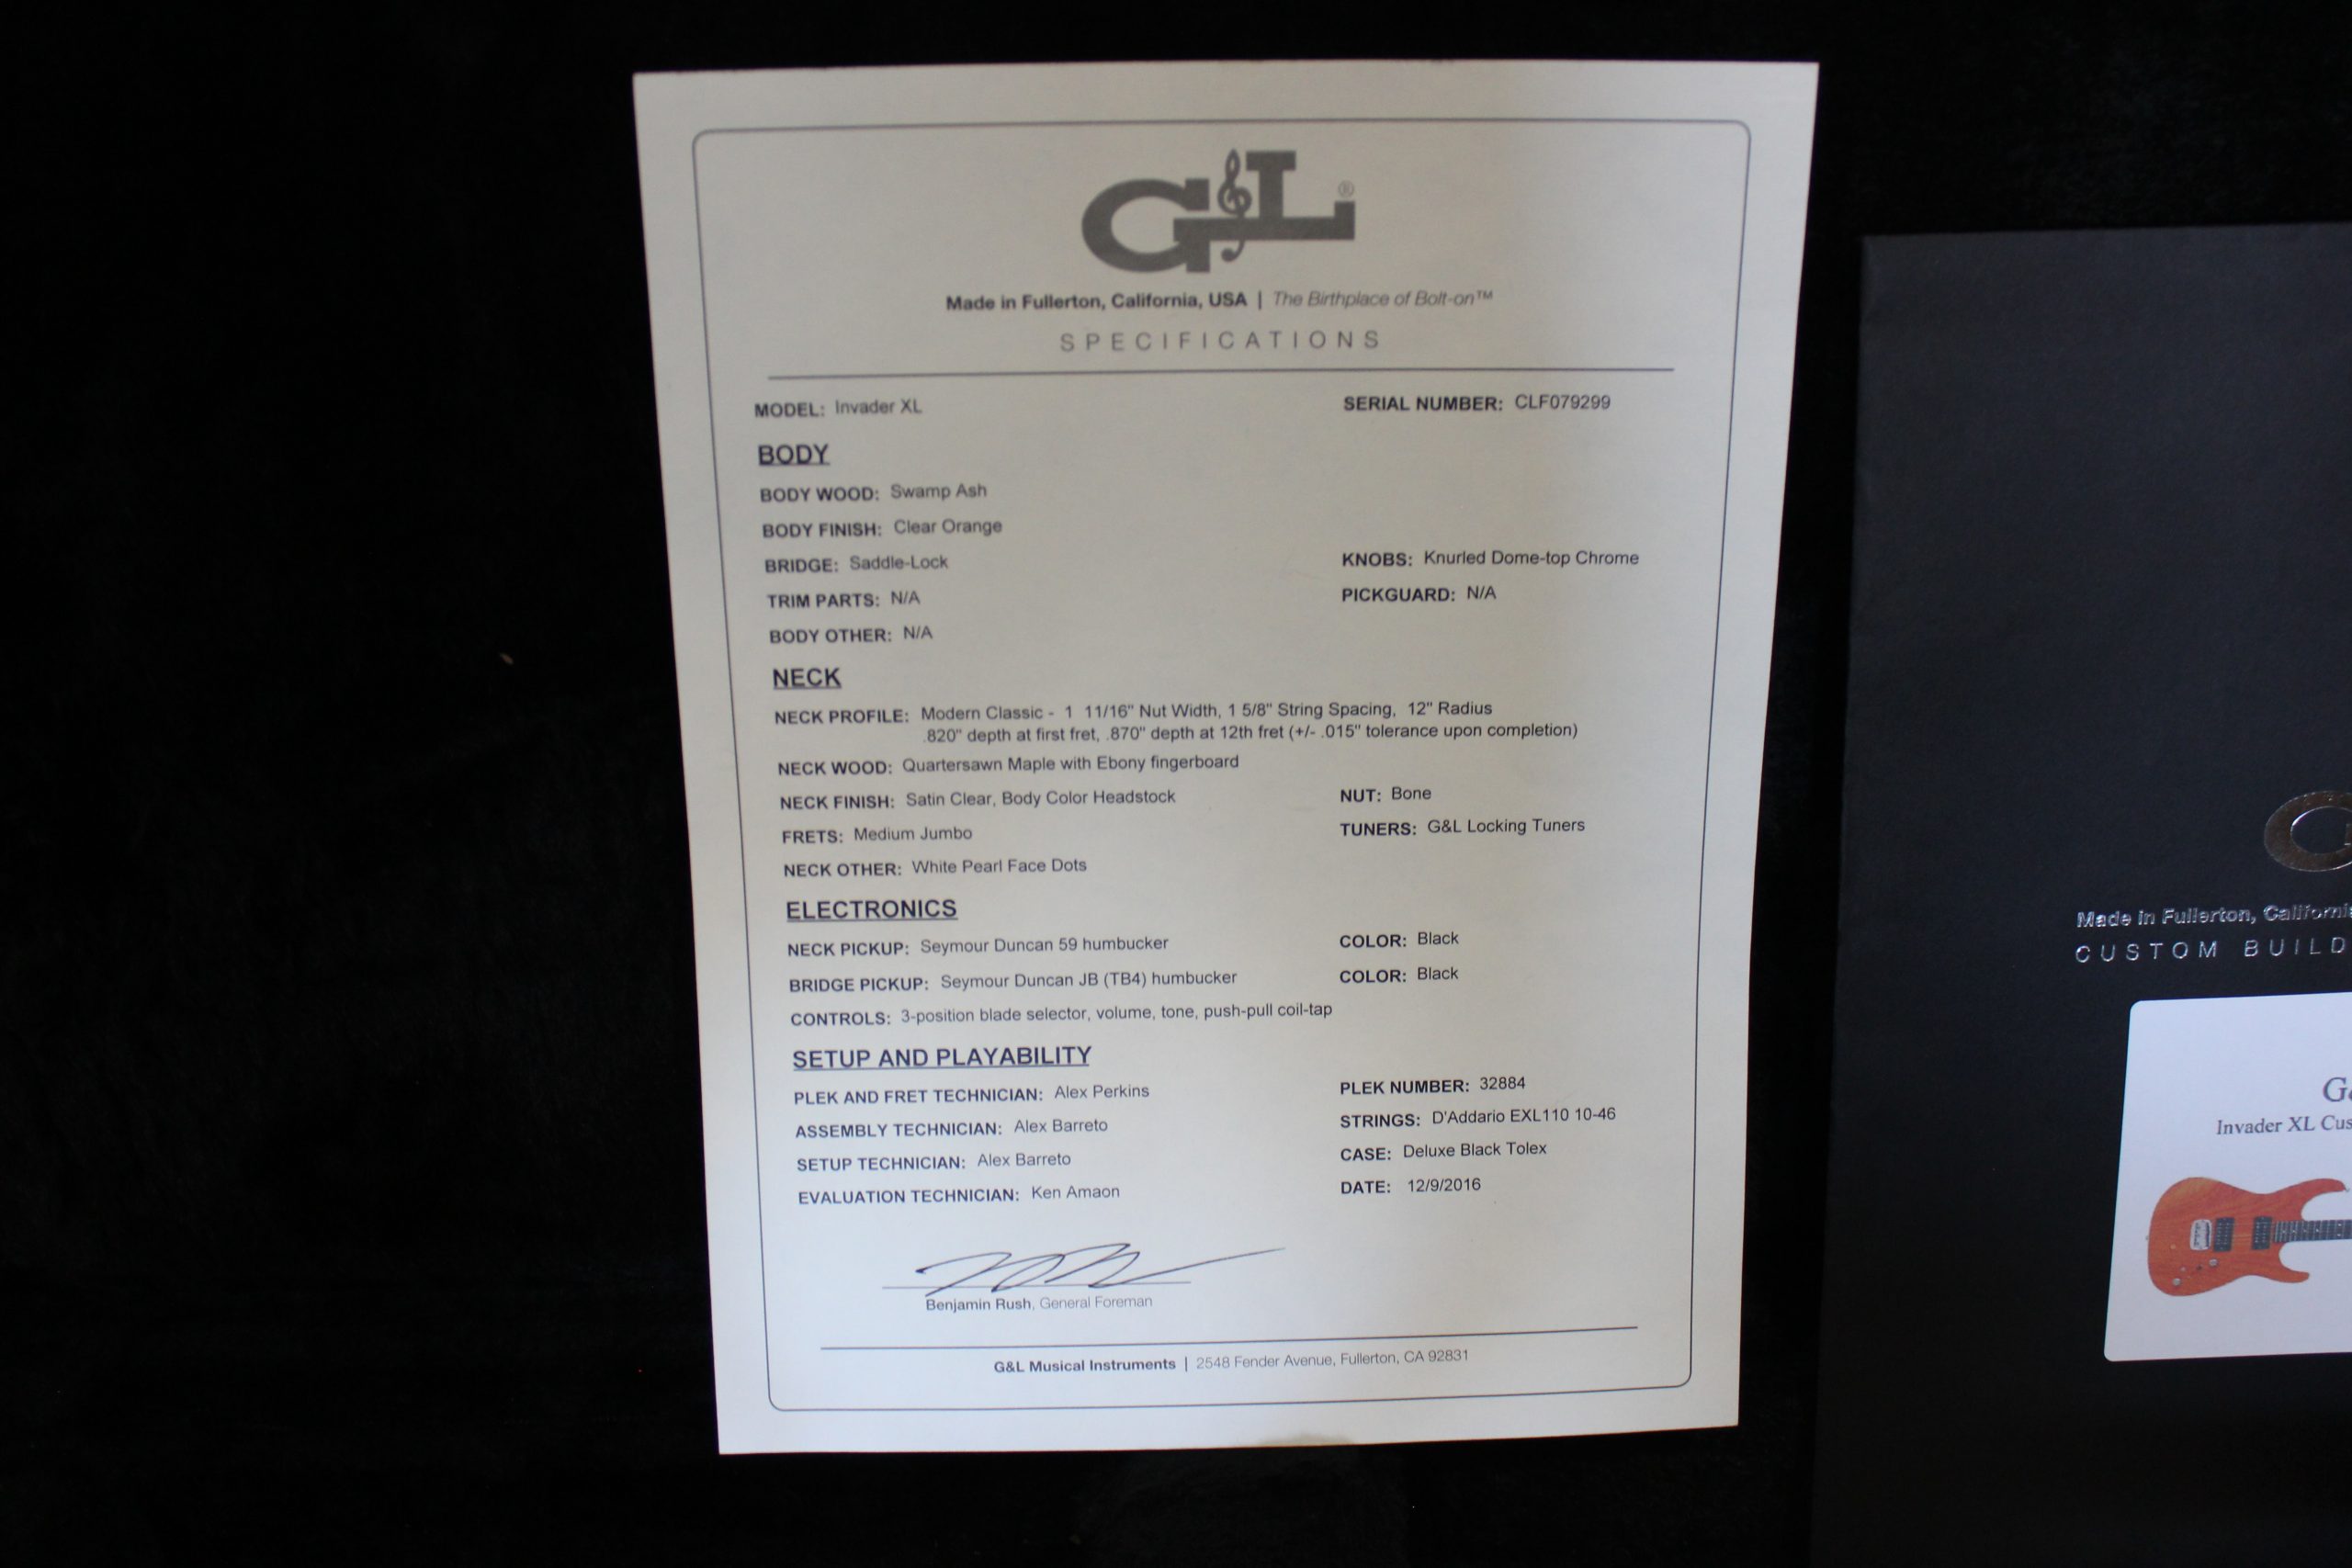 G&L®
Made in Fullerton, California, USA | The Birthplace of Bolt-on™
SPECIFICATIONS
MODEL: Invader XL SERIAL NUMBER: CLF079299
BODY
BODY WOOD: Swamp Ash
BODY FINISH: Clear Orange
BRIDGE: Saddle-Lock KNOBS: Knurled Dome-top Chrome
TRIM PARTS: N/A PICKGUARD: N/A
BODY OTHER: N/A
NECK
NECK PROFILE: Modern Classic - 1 11/16" Nut Width, 1 5/8" String Spacing, 12" Radius
.820" depth at first fret, .870" depth at 12th fret (+/- .015" tolerance upon completion)
NECK WOOD: Quartersawn Maple with Ebony fingerboard
NECK FINISH: Satin Clear, Body Color Headstock NUT: Bone
FRETS: Medium Jumbo TUNERS: G&L Locking Tuners
NECK OTHER: White Pearl Face Dots
ELECTRONICS
NECK PICKUP: Seymour Duncan 59 humbucker COLOR: Black
BRIDGE PICKUP: Seymour Duncan JB (TB4) humbucker COLOR: Black
CONTROLS: 3-position blade selector, volume, tone, push-pull coil-tap
SETUP AND PLAYABILITY
PLEK AND FRET TECHNICIAN: Alex Perkins PLEK NUMBER: 32884
ASSEMBLY TECHNICIAN: Alex Barreto STRINGS: D'Addario EXL110 10-46
SETUP TECHNICIAN: Alex Barreto CASE: Deluxe Black Tolex
EVALUATION TECHNICIAN: Ken Amaon DATE: 12/9/2016
Benjamin Rush, General Foreman
G&L Musical Instruments | 2548 Fender Avenue, Fullerton, CA 92831
Made in Fullerton, Californi
CUSTOM BUILD
G&
Invader XL Cus